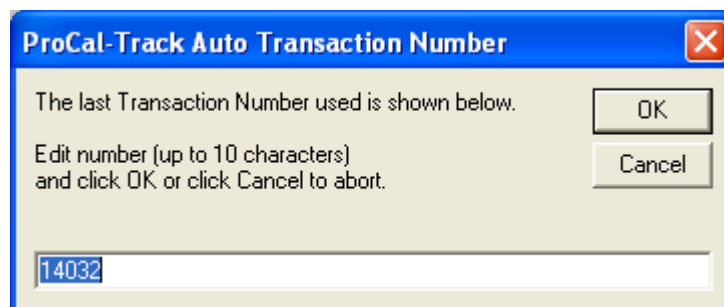 ProCal-Track Auto Transaction Number
The last Transaction Number used is shown below.
OK
Edit number (up to 10 characters)
and click OK or click Cancel to abort.
Cancel
14032